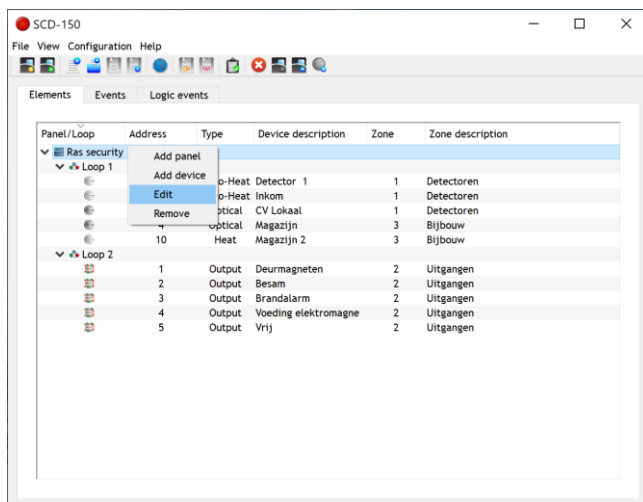 SCD-150
File View Configuration Help
Elements Events Logic events
Panel/Loop Address Type Device description Zone Zone description
Ras security
Add panel
Loop 1
Add device
o-Heat Detector 1 1 Detectoren
Edit
o-Heat Inkom 1 Detectoren
ptical CV Lokaal 1 Detectoren
Remove
4 Optical Magazijn 3 Bijbouw
10 Heat Magazijn 2 3 Bijbouw
Loop 2
1 Output Deurmagneten 2 Uitgangen
2 Output Besam 2 Uitgangen
3 Output Brandalarm 2 Uitgangen
4 Output Voeding elektromagne 2 Uitgangen
5 Output Vrij 2 Uitgangen